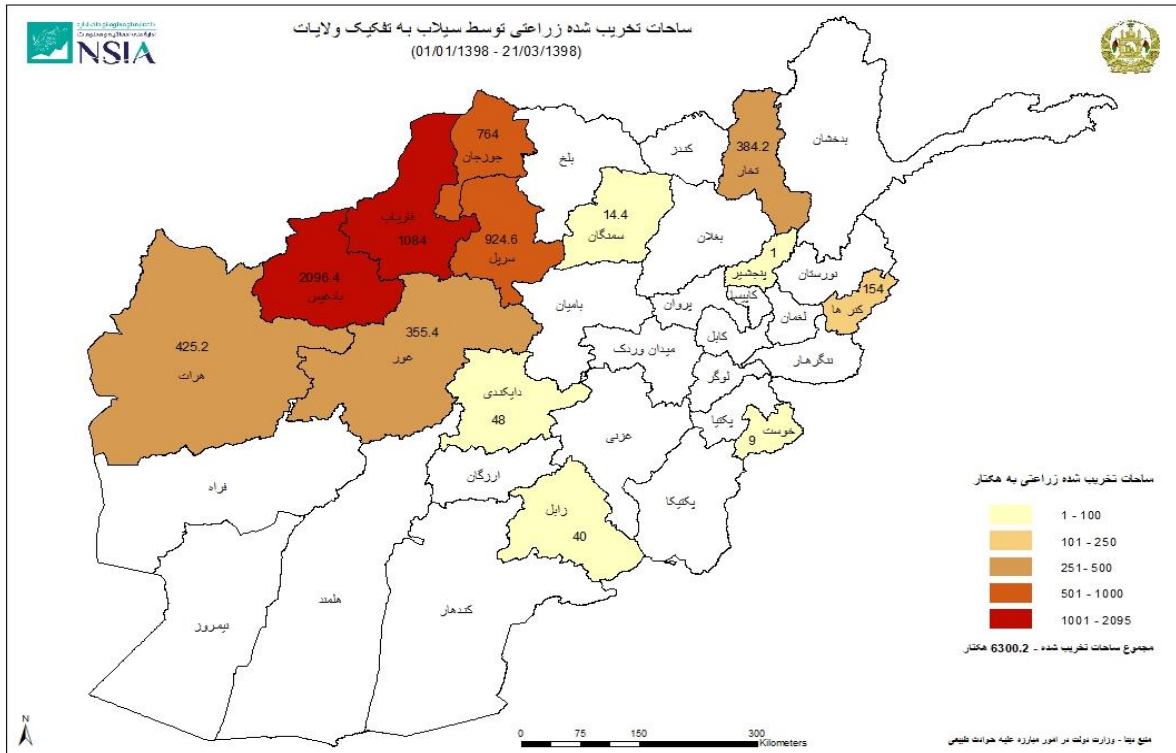 NSIA
ساحات تخریب شده زراعتی توسط سیلاب به تفکیک ولایات
(01/01/1398 - 21/03/1398)
764
جوزجان
بلخ
کندز
384.2
تخار
بدخشان
فاریاب
1084
924.6
سرپل
14.4
سمنگان
بغلان
1
پنجشیر
نورستان
2096.4
بادغیس
بامیان
پروان
کاپیسا
لغمان
154
کنر ها
425.2
هرات
355.4
غور
میدان وردک
کابل
ننگرهار
لوگر
دایکندی
48
غزنی
پکتیا
خوست
9
فراه
ارزگان
زابل
40
پکتیکا
نیمروز
هلمند
کندهار
ساحات تخریب شده زراعتی به هکتار
1 - 100
101 - 250
251 - 500
501 - 1000
1001 - 2095
مجموع ساحات تخریب شده - 6300.2 هکتار
N
0 75 150 300
Kilometers
منبع دیتا - وزارت دولت در امور مبارزه علیه حوادث طبیعی